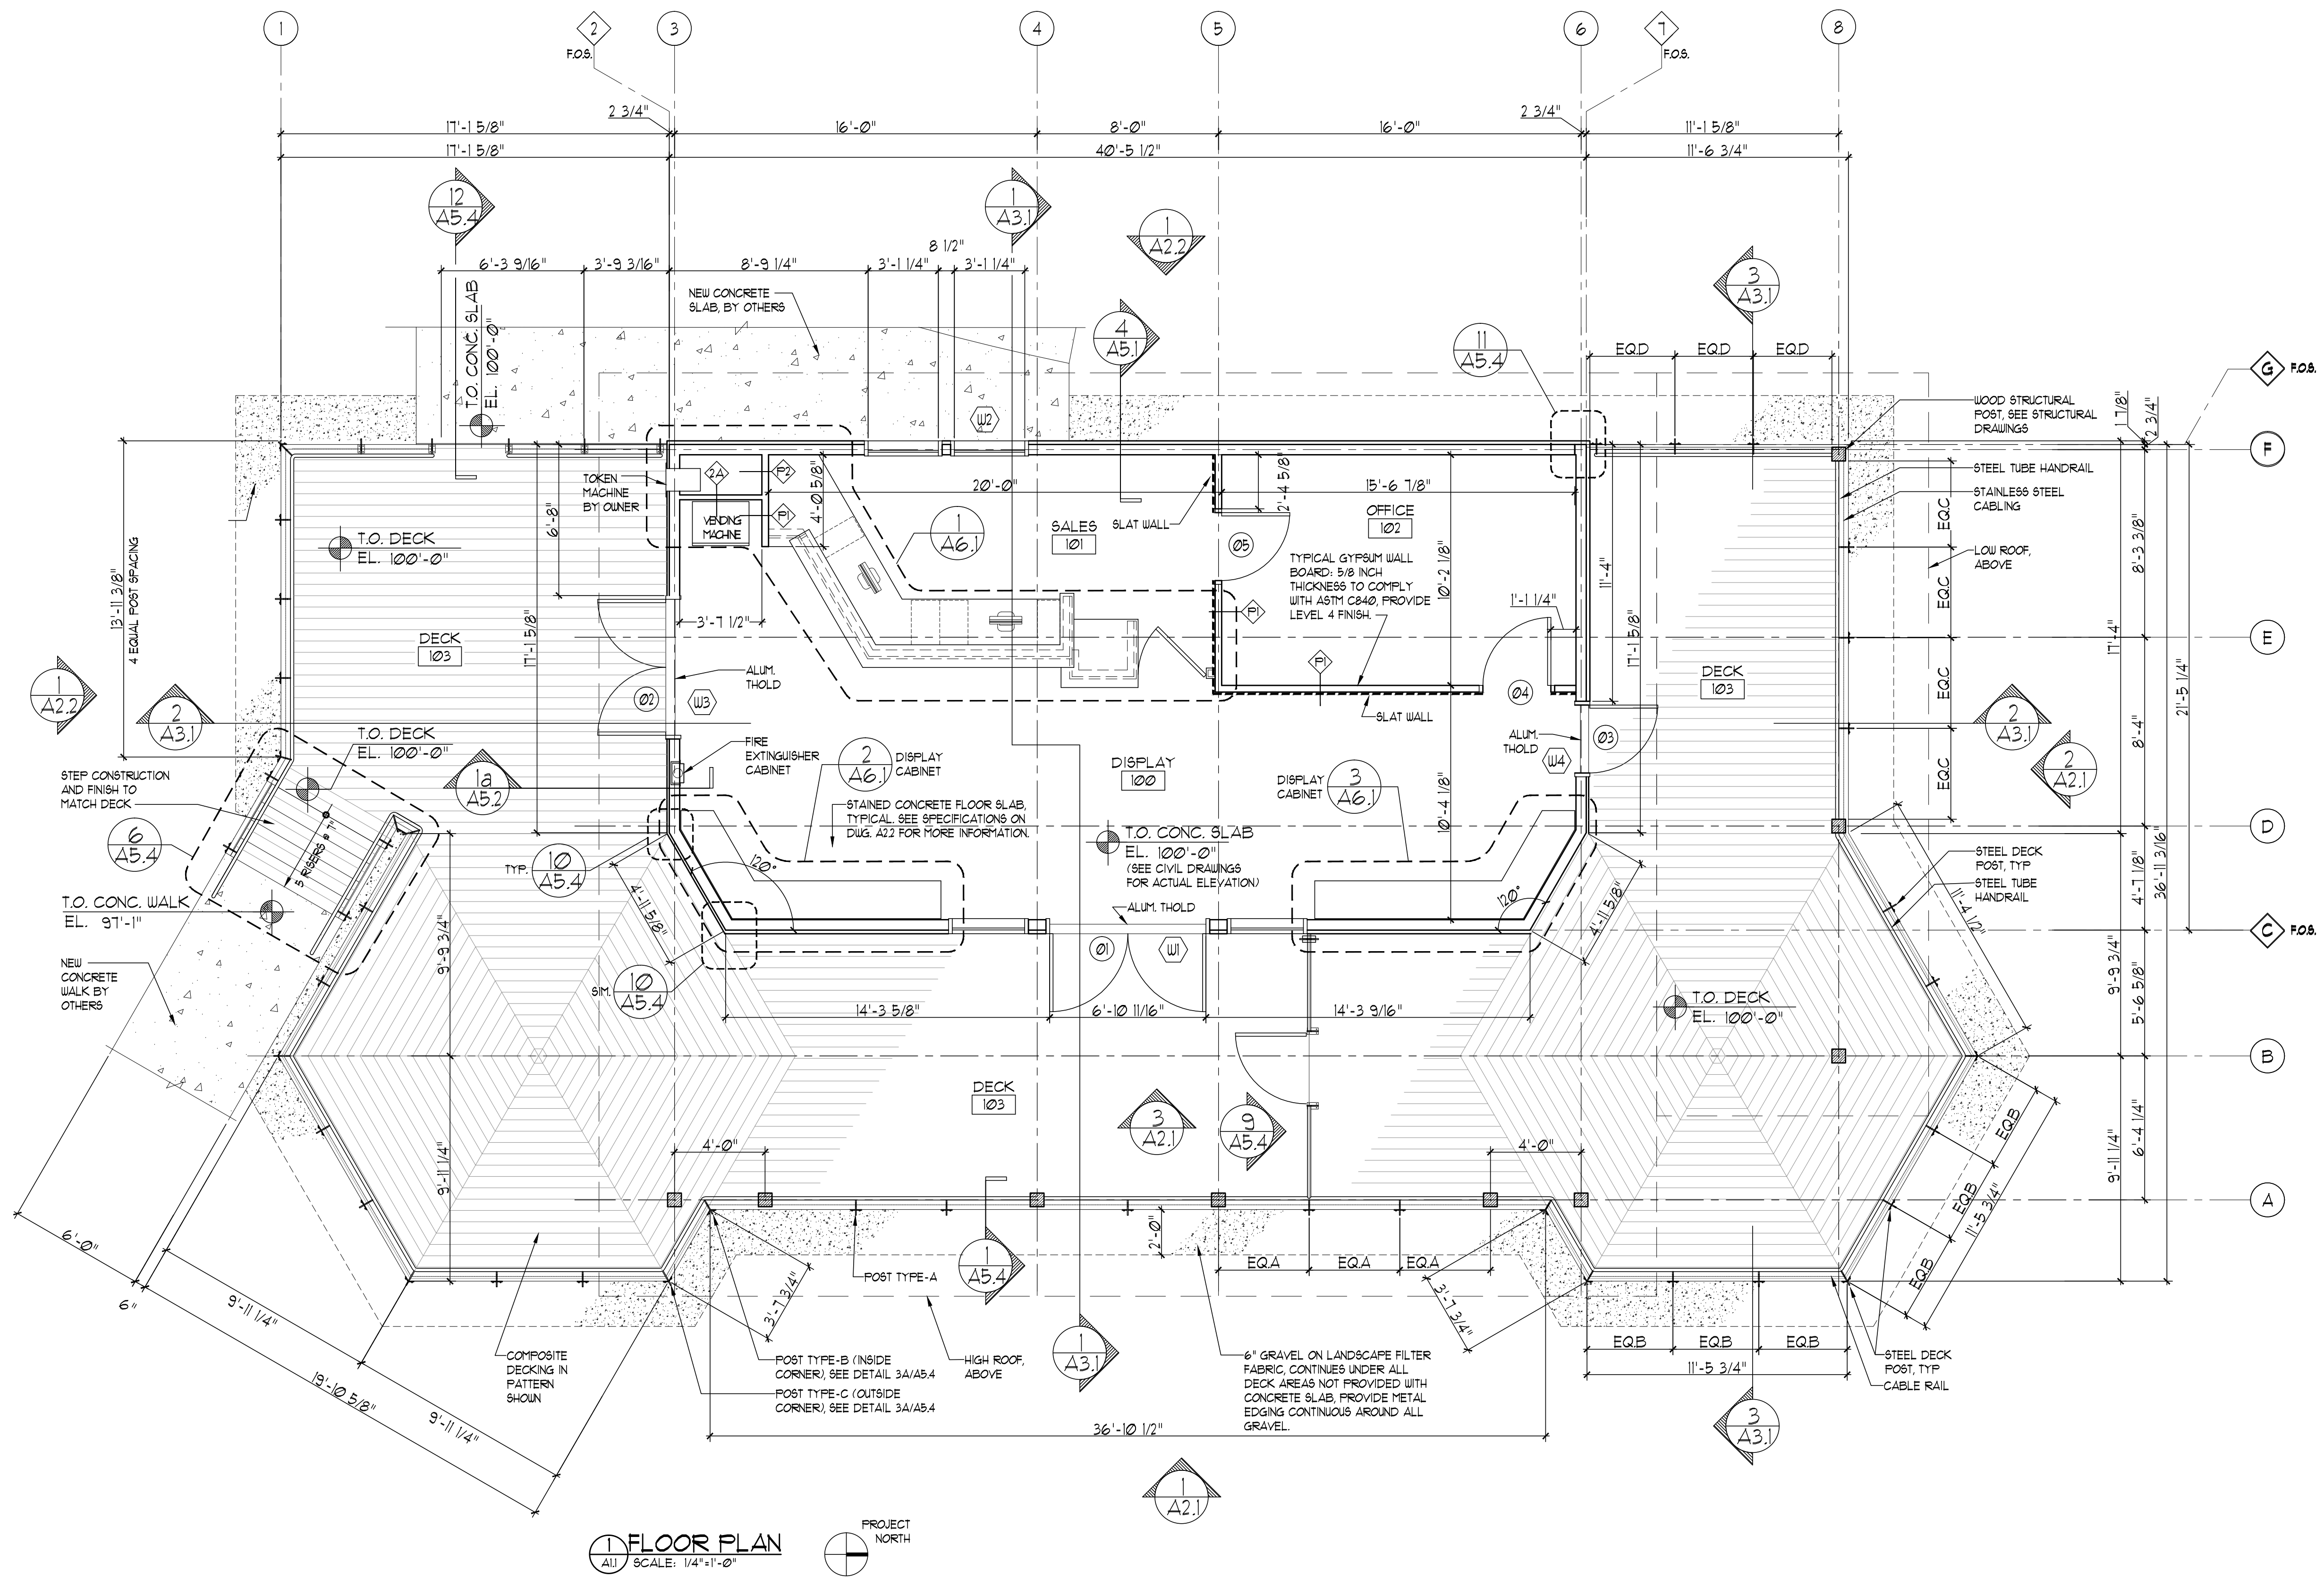 1
2
3
4
5
6
7
8
F.O.S.
F.O.S.
2 3/4"
2 3/4"
17'-1 5/8"
16'-0"
8'-0"
16'-0"
11'-1 5/8"
17'-1 5/8"
40'-5 1/2"
11'-6 3/4"
12
A5.4
1
A3.1
1
A2.2
3
A3.1
8 1/2"
6'-3 9/16"
3'-9 3/16"
8'-9 1/4"
3'-1 1/4"
3'-1 1/4"
NEW CONCRETE
SLAB, BY OTHERS
T.O. CONC. SLAB
EL. 100'-0"
4
A5.1
11
A5.4
EQ.D
EQ.D
EQ.D
G
F.O.S.
WOOD STRUCTURAL
POST, SEE STRUCTURAL
DRAWINGS
1 7/8"
2 3/4"
W2
F
TOKEN
MACHINE
BY OWNER
2A
P2
VENDING
MACHINE
P1
4'-0 5/8"
20'-0"
SLAT WALL
2'-4 5/8"
15'-6 7/8"
OFFICE
102
SALES
101
1
A6.1
05
STEEL TUBE HANDRAIL
STAINLESS STEEL
CABLING
LOW ROOF,
ABOVE
EQ.C
EQ.C
EQ.C
EQ.C
8'-3 3/8"
T.O. DECK
EL. 100'-0"
6'-8"
13'-11 3/8"
4 EQUAL POST SPACING
TYPICAL GYPSUM WALL
BOARD: 5/8 INCH
THICKNESS TO COMPLY
WITH ASTM C840, PROVIDE
LEVEL 4 FINISH.
10'-2 1/8"
11'-4"
1'-1 1/4"
P1
P1
3'-7 1/2"
17'-1 5/8"
17'-1 5/8"
17'-4"
21'-5 1/4"
E
DECK
103
DECK
103
ALUM.
THOLD
02
W3
04
SLAT WALL
1
A2.2
2
A3.1
2
A3.1
2
A2.1
8'-4"
T.O. DECK
EL. 100'-0"
ALUM.
THOLD
03
W4
FIRE
EXTINGUISHER
CABINET
2
A6.1
DISPLAY
CABINET
DISPLAY
100
DISPLAY
CABINET
3
A6.1
1a
A5.2
STEP CONSTRUCTION
AND FINISH TO
MATCH DECK
STAINED CONCRETE FLOOR SLAB,
TYPICAL. SEE SPECIFICATIONS ON
DWG. A2.2 FOR MORE INFORMATION.
10'-4 1/8"
D
6
A5.4
5 RISERS @ 7"
T.O. CONC. SLAB
EL. 100'-0"
(SEE CIVIL DRAWINGS
FOR ACTUAL ELEVATION)
TYP.
10
A5.4
120°
120°
STEEL DECK
POST, TYP
STEEL TUBE
HANDRAIL
4'-7 1/8"
36'-11 3/16"
T.O. CONC. WALK
EL. 97'-1"
4'-11 5/8"
4'-11 5/8"
ALUM. THOLD
11'-4 1/2"
C
F.O.S.
9'-9 3/4"
9'-9 3/4"
5'-6 5/8"
01
W1
NEW
CONCRETE
WALK BY
OTHERS
SIM.
10
A5.4
14'-3 5/8"
6'-10 11/16"
14'-3 9/16"
T.O. DECK
EL. 100'-0"
B
DECK
103
3
A2.1
9
A5.4
9'-11 1/4"
4'-0"
4'-0"
9'-11 1/4"
6'-4 1/4"
EQ.B
EQ.B
EQ.B
11'-5 3/4"
A
6'-0"
6"
9'-11 1/4"
19'-10 5/8"
9'-11 1/4"
2'-0"
1
A5.4
POST TYPE-A
EQ.A
EQ.A
EQ.A
3'-7 3/4"
3'-7 3/4"
COMPOSITE
DECKING IN
PATTERN
SHOWN
POST TYPE-B (INSIDE
CORNER), SEE DETAIL 3A/A5.4
POST TYPE-C (OUTSIDE
CORNER), SEE DETAIL 3A/A5.4
HIGH ROOF,
ABOVE
1
A3.1
6" GRAVEL ON LANDSCAPE FILTER
FABRIC, CONTINUES UNDER ALL
DECK AREAS NOT PROVIDED WITH
CONCRETE SLAB, PROVIDE METAL
EDGING CONTINUOUS AROUND ALL
GRAVEL.
EQ.B
EQ.B
EQ.B
11'-5 3/4"
STEEL DECK
POST, TYP
CABLE RAIL
36'-10 1/2"
3
A3.1
1
A2.1
1
A1.1
FLOOR PLAN
SCALE: 1/4"=1'-0"
PROJECT
NORTH